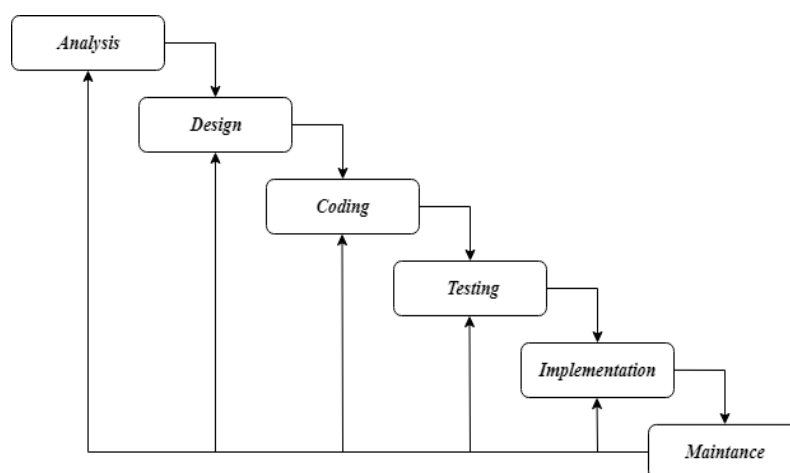 Analysis
Design
Coding
Testing
Implementation
Maintance